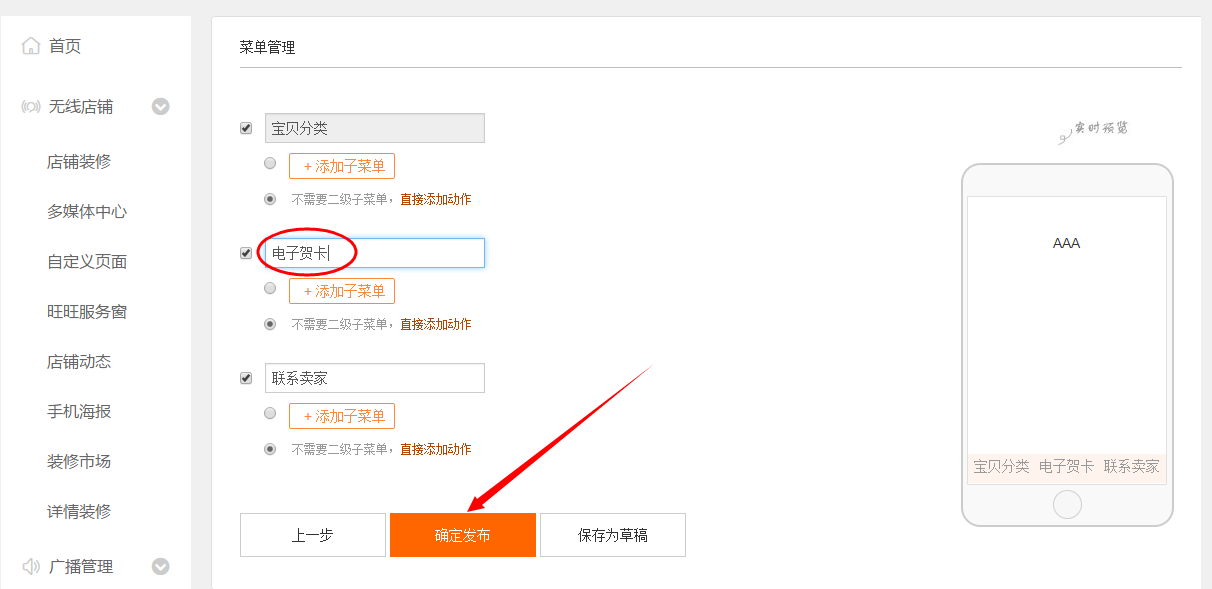 首页
无线店铺
店铺装修
多媒体中心
自定义页面
旺旺服务窗
店铺动态
手机海报
装修市场
详情装修
广播管理
菜单管理
宝贝分类
+ 添加子菜单
不需要二级子菜单，直接添加动作
电子贺卡
+ 添加子菜单
不需要二级子菜单，直接添加动作
联系卖家
+ 添加子菜单
不需要二级子菜单，直接添加动作
上一步 确定发布 保存为草稿
实时预览
AAA
宝贝分类 电子贺卡 联系卖家